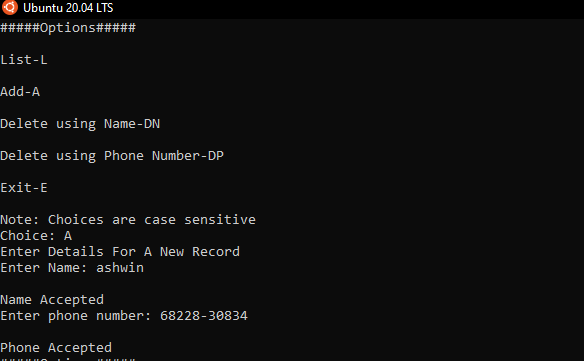 Ubuntu 20.04 LTS
#####Options#####
List-L
Add-A
Delete using Name-DN
Delete using Phone Number-DP
Exit-E
Note: Choices are case sensitive
Choice: A
Enter Details For A New Record
Enter Name: ashwin
Name Accepted
Enter phone number: 68228-30834
Phone Accepted
#####Options#####